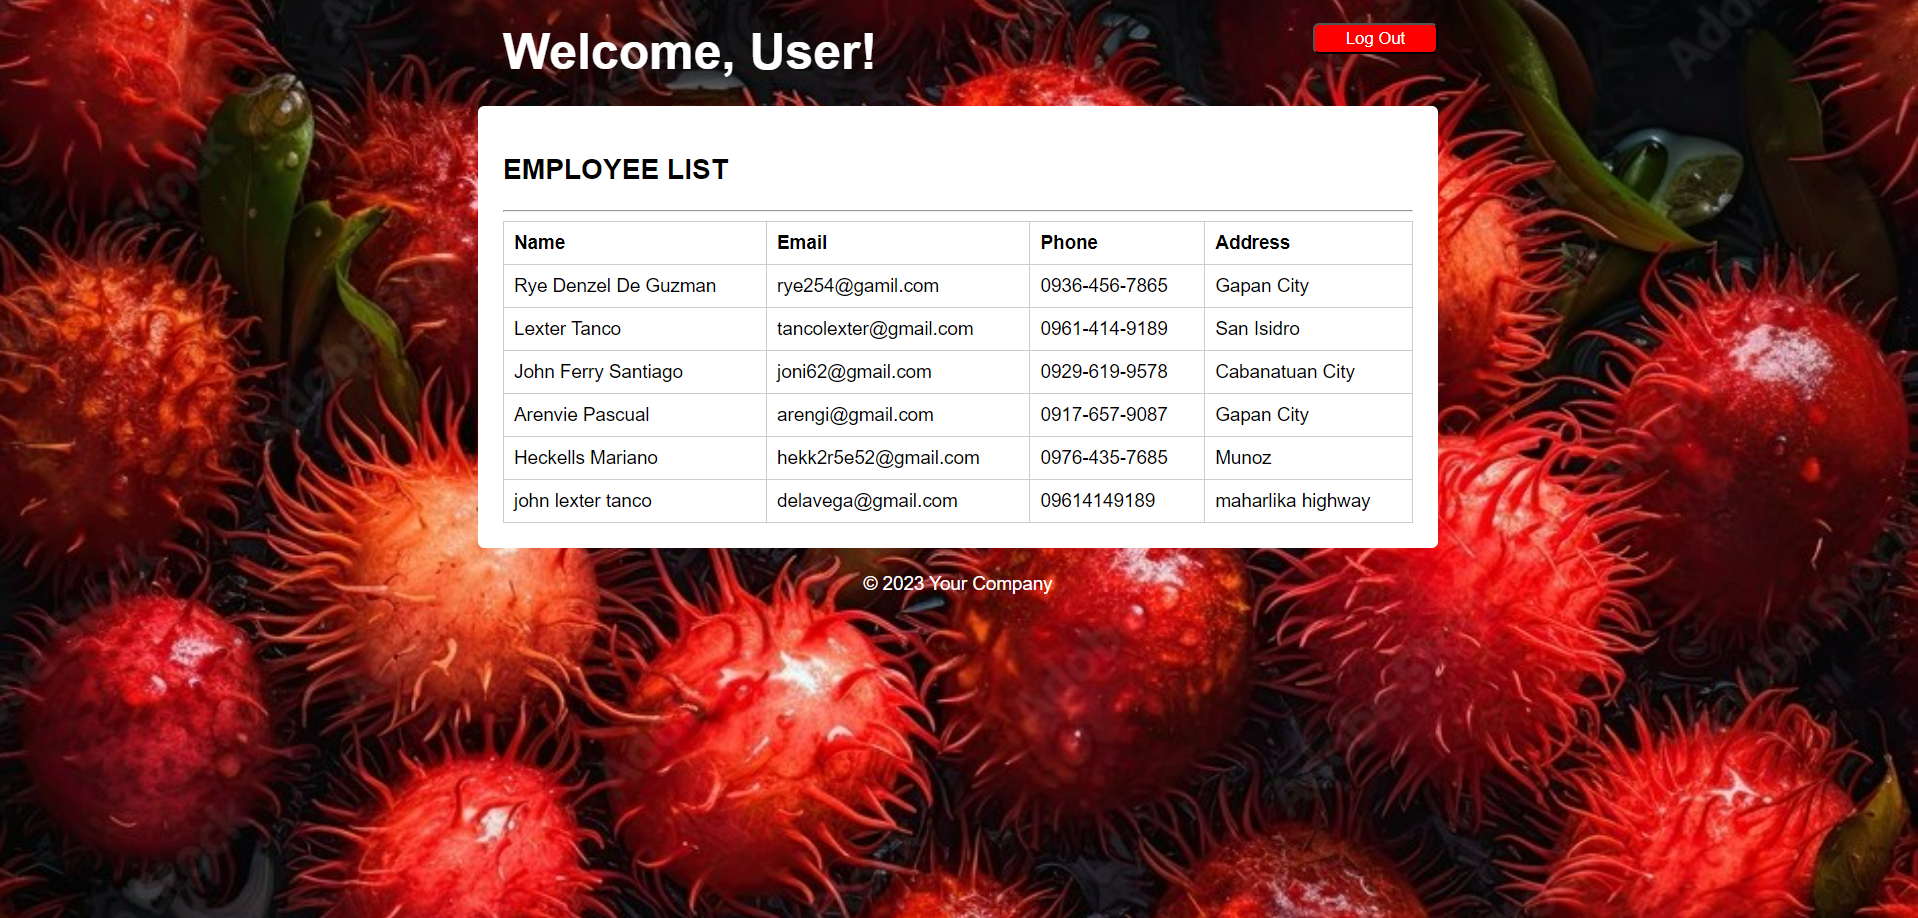 Welcome, User!
Log Out
EMPLOYEE LIST
Name Email Phone Address
Rye Denzel De Guzman rye254@gamil.com 0936-456-7865 Gapan City
Lexter Tanco tancolexter@gmail.com 0961-414-9189 San Isidro
John Ferry Santiago joni62@gmail.com 0929-619-9578 Cabanatuan City
Arenvie Pascual arengi@gmail.com 0917-657-9087 Gapan City
Heckells Mariano hekk2r5e52@gmail.com 0976-435-7685 Munoz
john lexter tanco delavega@gmail.com 09614149189 maharlika highway
© 2023 Your Company